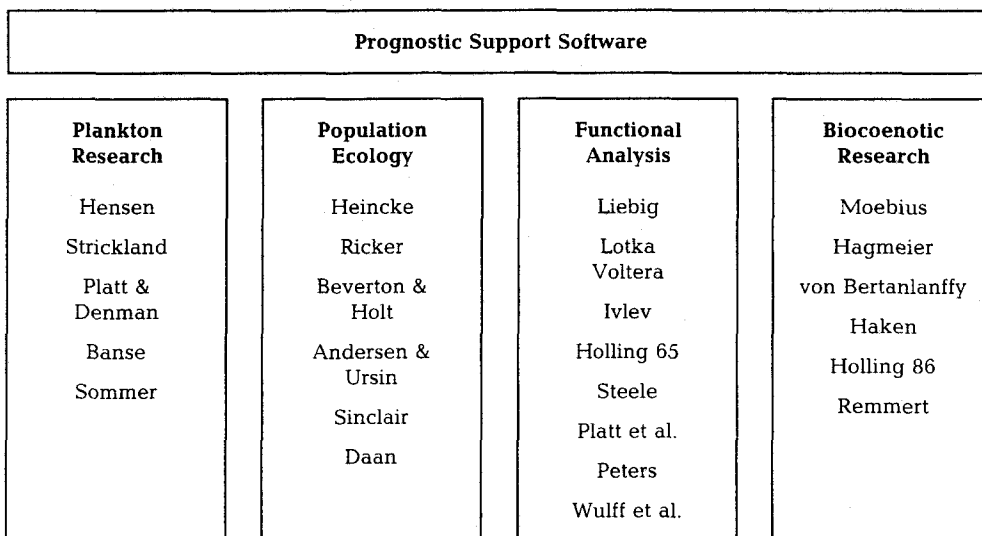 Prognostic Support Software
Plankton
Research
Hensen
Strickland
Platt &
Denman
Banse
Sommer
Population
Ecology
Heincke
Ricker
Beverton &
Holt
Andersen &
Ursin
Sinclair
Daan
Functional
Analysis
Liebig
Lotka
Voltera
Ivlev
Holling 65
Steele
Platt et al.
Peters
Wulff et al.
Biocoenotic
Research
Moebius
Hagmeier
von Bertanlanffy
Haken
Holling 86
Remmert